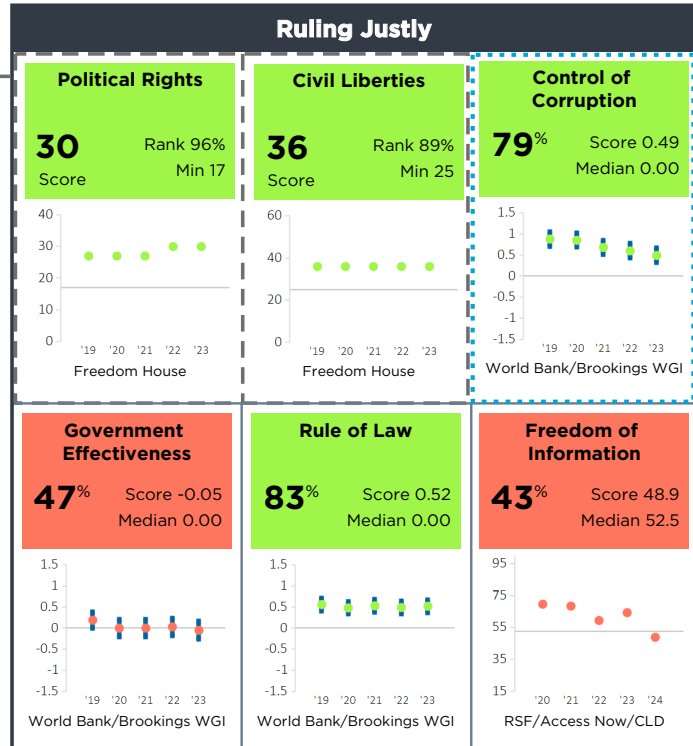 Ruling Justly
Political Rights
30
Score
Rank 96%
Min 17
40
30
20
10
0
'19 '20 '21 '22 '23
Freedom House
Civil Liberties
36
Score
Rank 89%
Min 25
60
40
20
0
'19 '20 '21 '22 '23
Freedom House
Control of
Corruption
79%
Score 0.49
Median 0.00
1.5
1
0.5
0
-0.5
-1
-1.5
'19 '20 '21 '22 '23
World Bank/Brookings WGI
Government
Effectiveness
47%
Score -0.05
Median 0.00
1.5
1
0.5
0
-0.5
-1
-1.5
'19 '20 '21 '22 '23
World Bank/Brookings WGI
Rule of Law
83%
Score 0.52
Median 0.00
1.5
1
0.5
0
-0.5
-1
-1.5
'19 '20 '21 '22 '23
World Bank/Brookings WGI
Freedom of
Information
43%
Score 48.9
Median 52.5
95
75
55
35
15
'20 '21 '22 '23 '24
RSF/Access Now/CLD